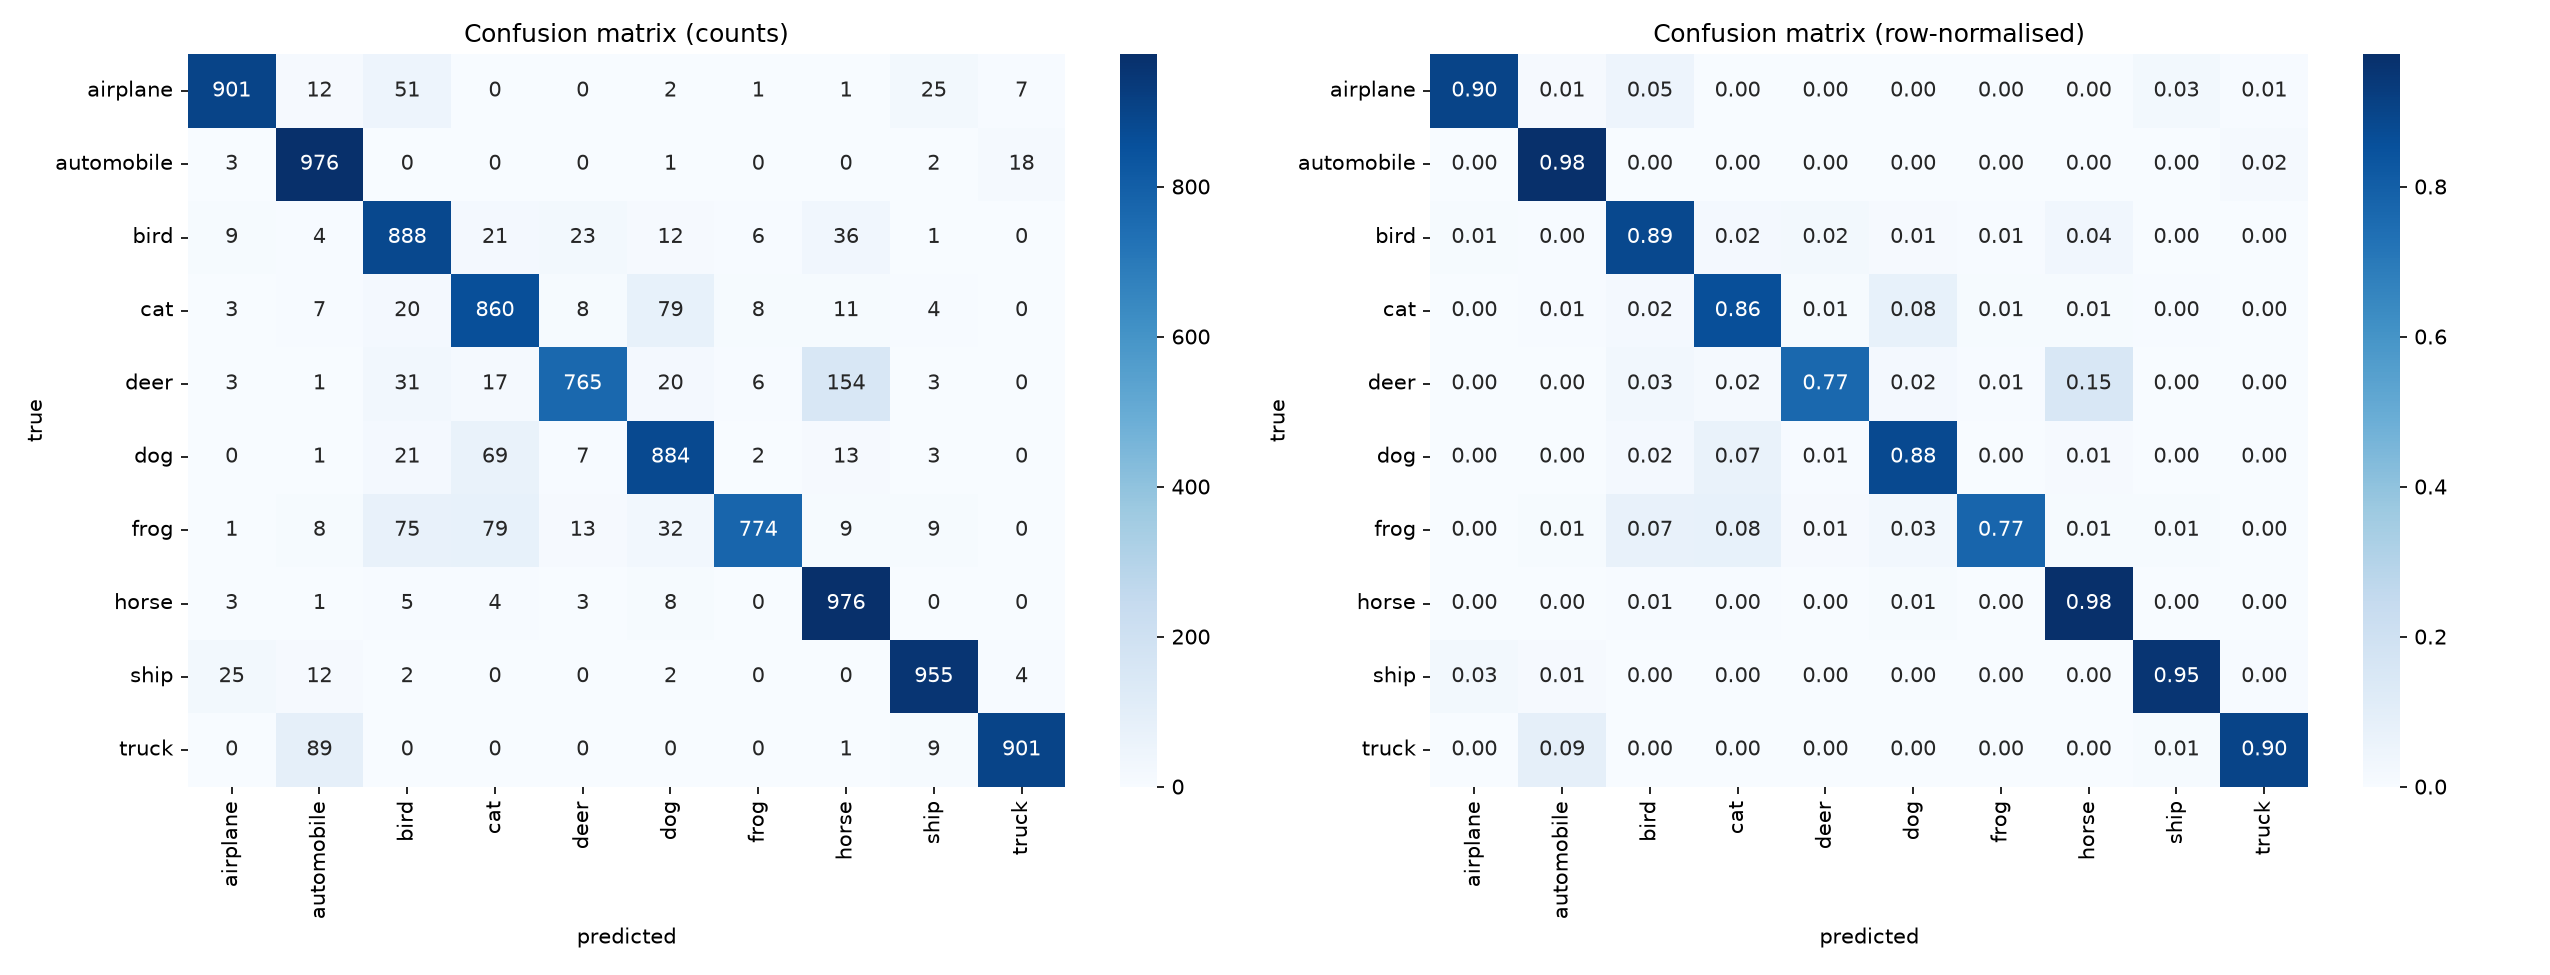 Confusion matrix (counts)
airplane 901 12 51 0 0 2 1 1 25 7
automobile 3 976 0 0 0 1 0 0 2 18
bird 9 4 888 21 23 12 6 36 1 0
cat 3 7 20 860 8 79 8 11 4 0
deer 3 1 31 17 765 20 6 154 3 0
dog 0 1 21 69 7 884 2 13 3 0
frog 1 8 75 79 13 32 774 9 9 0
horse 3 1 5 4 3 8 0 976 0 0
ship 25 12 2 0 0 2 0 0 955 4
truck 0 89 0 0 0 0 0 1 9 901
true
airplane automobile bird cat deer dog frog horse ship truck
predicted
800
600
400
200
0
Confusion matrix (row-normalised)
airplane 0.90 0.01 0.05 0.00 0.00 0.00 0.00 0.00 0.03 0.01
automobile 0.00 0.98 0.00 0.00 0.00 0.00 0.00 0.00 0.00 0.02
bird 0.01 0.00 0.89 0.02 0.02 0.01 0.01 0.04 0.00 0.00
cat 0.00 0.01 0.02 0.86 0.01 0.08 0.01 0.01 0.00 0.00
deer 0.00 0.00 0.03 0.02 0.77 0.02 0.01 0.15 0.00 0.00
dog 0.00 0.00 0.02 0.07 0.01 0.88 0.00 0.01 0.00 0.00
frog 0.00 0.01 0.07 0.08 0.01 0.03 0.77 0.01 0.01 0.00
horse 0.00 0.00 0.01 0.00 0.00 0.01 0.00 0.98 0.00 0.00
ship 0.03 0.01 0.00 0.00 0.00 0.00 0.00 0.00 0.95 0.00
truck 0.00 0.09 0.00 0.00 0.00 0.00 0.00 0.00 0.01 0.90
true
airplane automobile bird cat deer dog frog horse ship truck
predicted
0.8
0.6
0.4
0.2
0.0